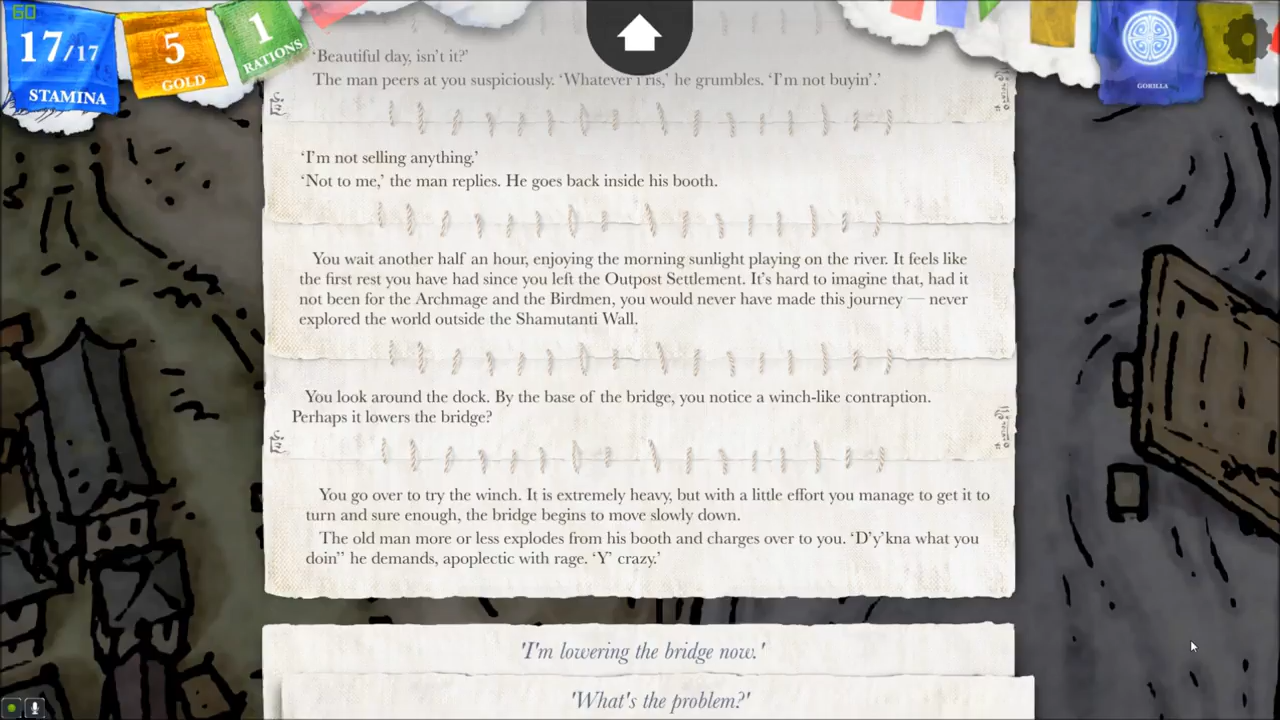 60
17/17
STAMINA
5
GOLD
1
RATIONS
GORILLA
'Beautiful day, isn't it?'
The man peers at you suspiciously. 'Whatever i'ris,' he grumbles. 'I'm not buyin'.'
'I'm not selling anything.'
'Not to me,' the man replies. He goes back inside his booth.
You wait another half an hour, enjoying the morning sunlight playing on the river. It feels like
the first rest you have had since you left the Outpost Settlement. It's hard to imagine that, had it
not been for the Archmage and the Birdmen, you would never have made this journey — never
explored the world outside the Shamutanti Wall.
You look around the dock. By the base of the bridge, you notice a winch-like contraption.
Perhaps it lowers the bridge?
You go over to try the winch. It is extremely heavy, but with a little effort you manage to get it to
turn and sure enough, the bridge begins to move slowly down.
The old man more or less explodes from his booth and charges over to you. 'D'y'kna what you
doin'' he demands, apoplectic with rage. 'Y' crazy.'
'I'm lowering the bridge now.'
'What's the problem?'